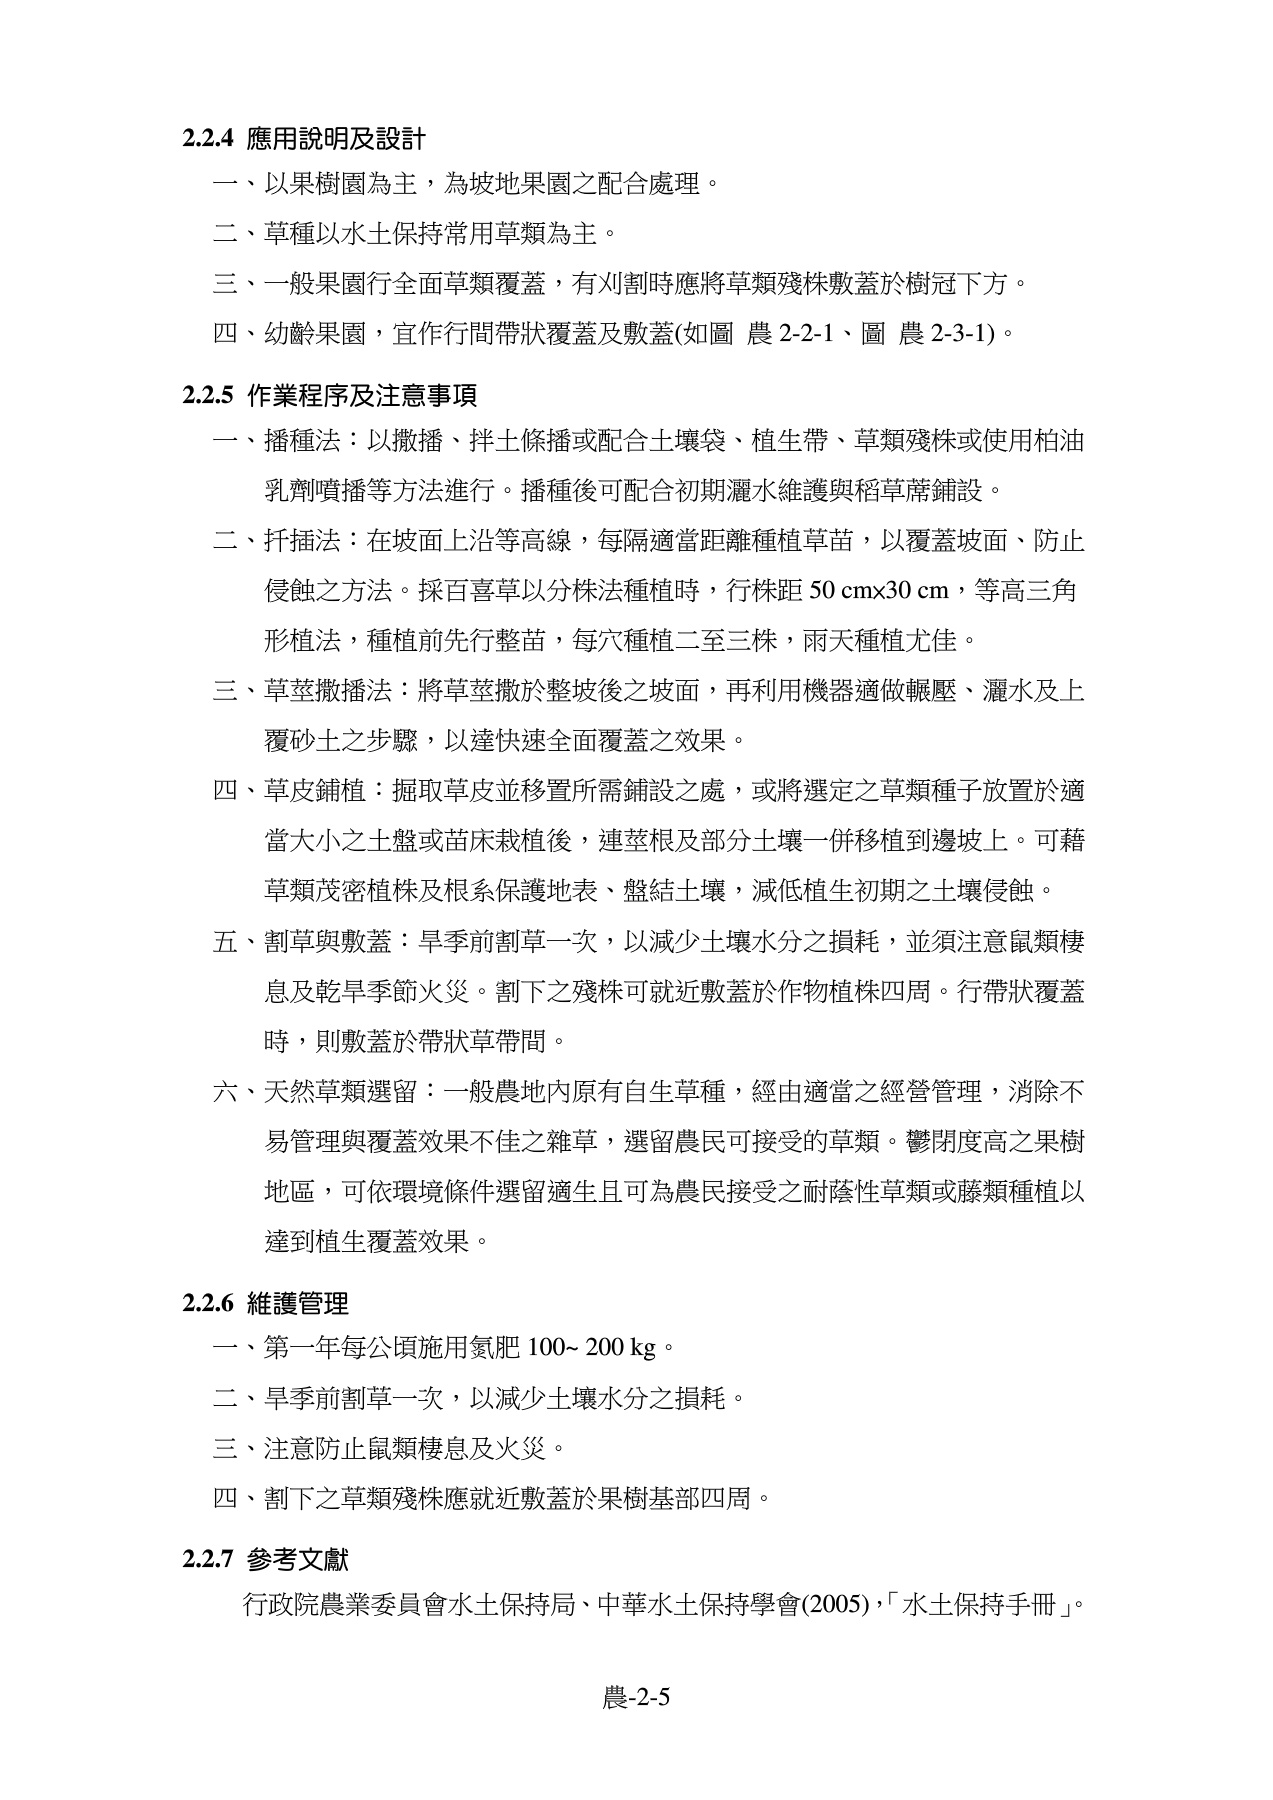 2.2.4 應用說明及設計
一、以果樹園為主，為坡地果園之配合處理。
二、草種以水土保持常用草類為主。
三、一般果園行全面草類覆蓋，有刈割時應將草類殘株敷蓋於樹冠下方。
四、幼齡果園，宜作行間帶狀覆蓋及敷蓋(如圖 農 2-2-1、圖 農 2-3-1)。
2.2.5 作業程序及注意事項
一、播種法：以撒播、拌土條播或配合土壤袋、植生帶、草類殘株或使用柏油
乳劑噴播等方法進行。播種後可配合初期灑水維護與稻草蓆鋪設。
二、扦插法：在坡面上沿等高線，每隔適當距離種植草苗，以覆蓋坡面、防止
侵蝕之方法。採百喜草以分株法種植時，行株距 50 cm×30 cm，等高三角
形植法，種植前先行整苗，每穴種植二至三株，雨天種植尤佳。
三、草莖撒播法：將草莖撒於整坡後之坡面，再利用機器適做輾壓、灑水及上
覆砂土之步驟，以達快速全面覆蓋之效果。
四、草皮鋪植：掘取草皮並移置所需鋪設之處，或將選定之草類種子放置於適
當大小之土盤或苗床栽植後，連莖根及部分土壤一併移植到邊坡上。可藉
草類茂密植株及根系保護地表、盤結土壤，減低植生初期之土壤侵蝕。
五、割草與敷蓋：旱季前割草一次，以減少土壤水分之損耗，並須注意鼠類棲
息及乾旱季節火災。割下之殘株可就近敷蓋於作物植株四周。行帶狀覆蓋
時，則敷蓋於帶狀草帶間。
六、天然草類選留：一般農地內原有自生草種，經由適當之經營管理，消除不
易管理與覆蓋效果不佳之雜草，選留農民可接受的草類。鬱閉度高之果樹
地區，可依環境條件選留適生且可為農民接受之耐蔭性草類或藤類種植以
達到植生覆蓋效果。
2.2.6 維護管理
一、第一年每公頃施用氮肥 100~ 200 kg。
二、旱季前割草一次，以減少土壤水分之損耗。
三、注意防止鼠類棲息及火災。
四、割下之草類殘株應就近敷蓋於果樹基部四周。
2.2.7 參考文獻
行政院農業委員會水土保持局、中華水土保持學會(2005)，「水土保持手冊」。
農-2-5